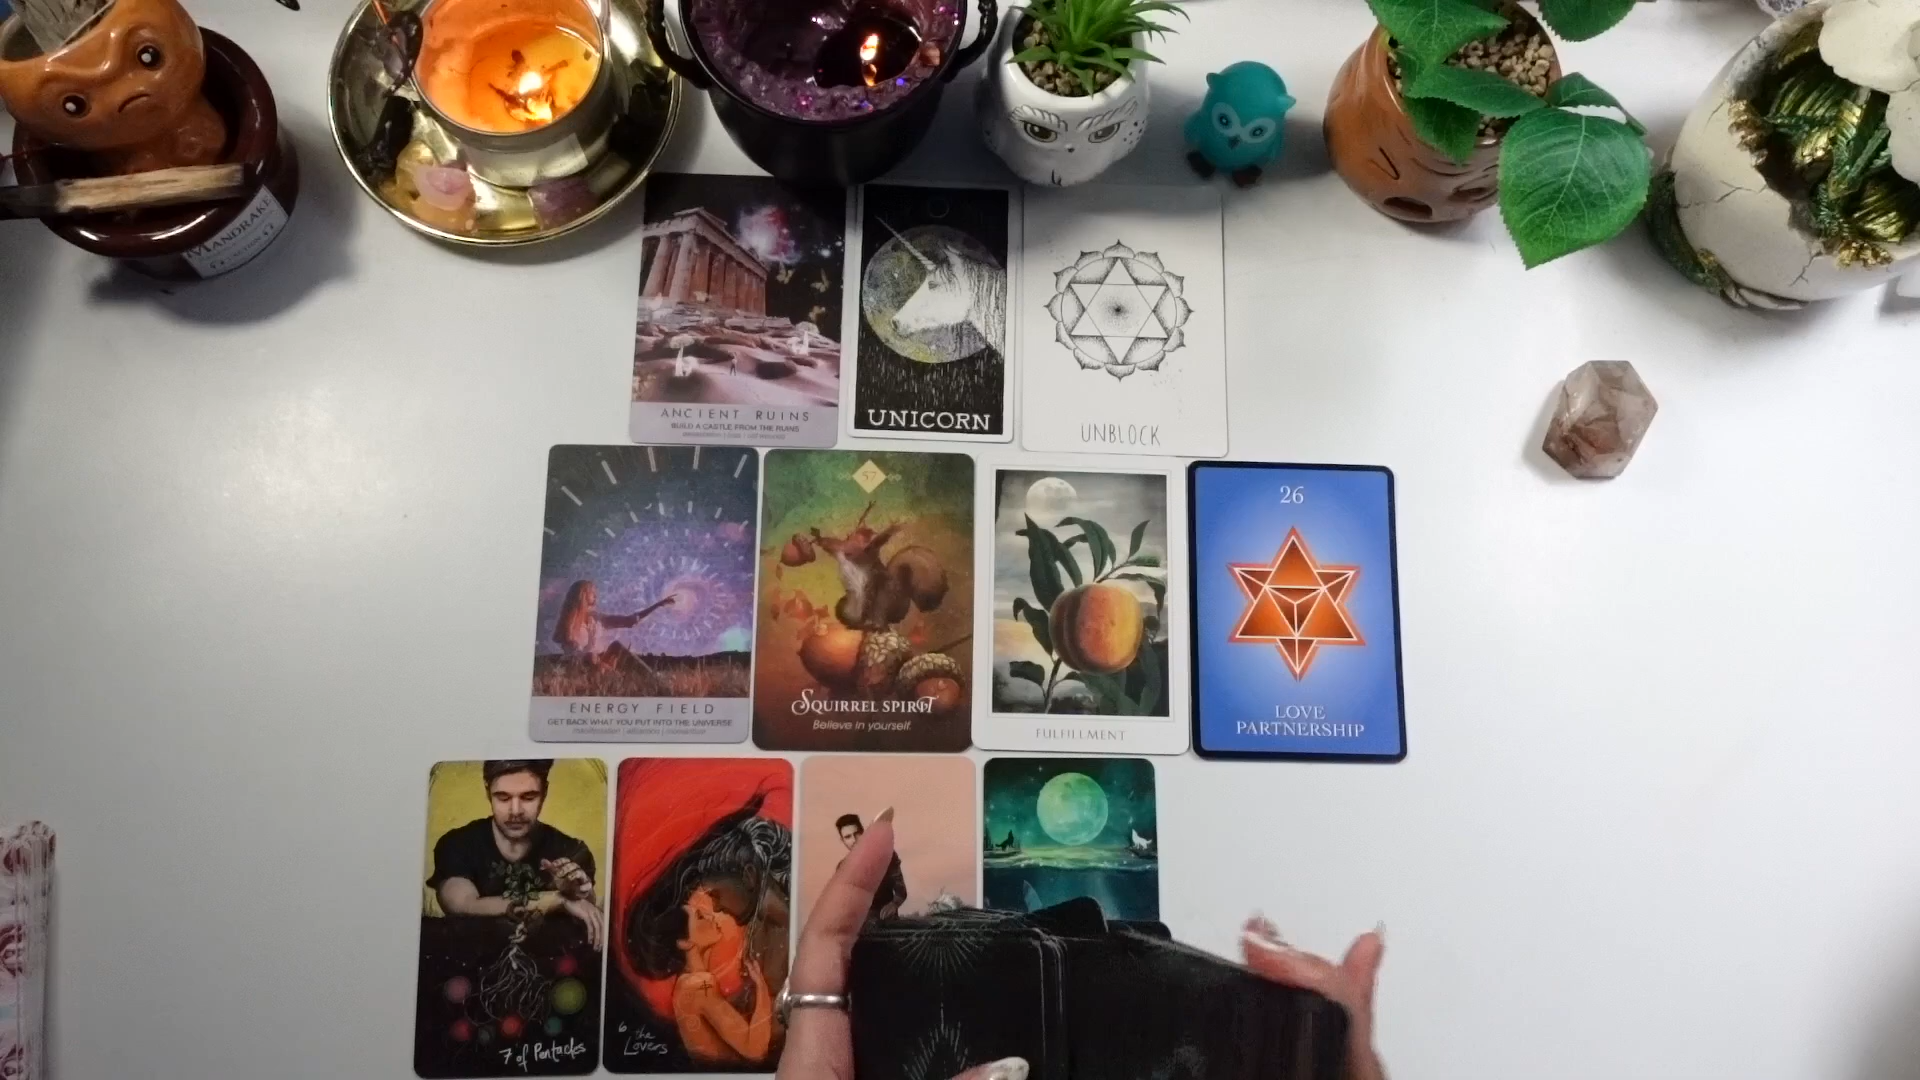 MANDRAKE
ANCIENT RUINS
BUILD A CASTLE FROM THE RUINS
UNICORN
UNBLOCK
ENERGY FIELD
GET BACK WHAT YOU PUT INTO THE UNIVERSE
57
SQUIRREL SPIRIT
Believe in yourself.
FULFILLMENT
26
LOVE
PARTNERSHIP
7 of Pentacles
6
the
Lovers